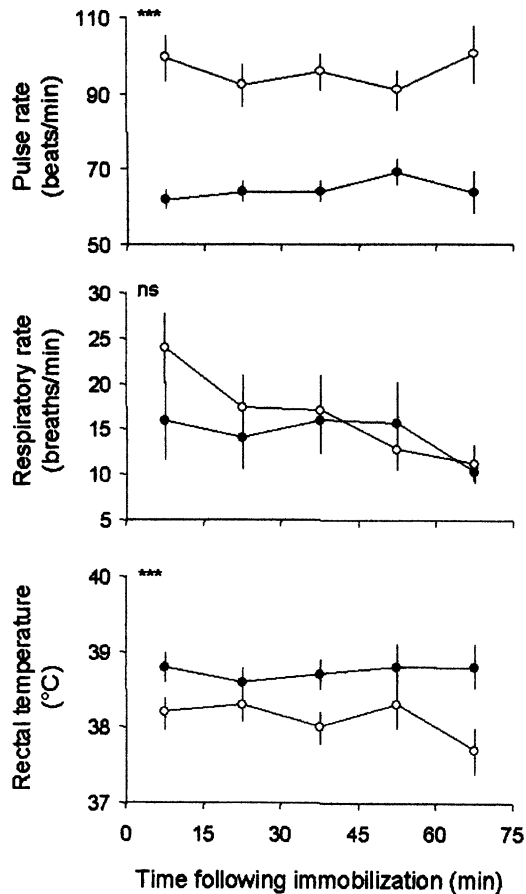 ***
110
90
70
50
Pulse rate
(beats/min)
ns
30
25
20
15
10
5
Respiratory rate
(breaths/min)
***
40
39
38
37
Rectal temperature
(°C)
0 15 30 45 60 75
Time following immobilization (min)